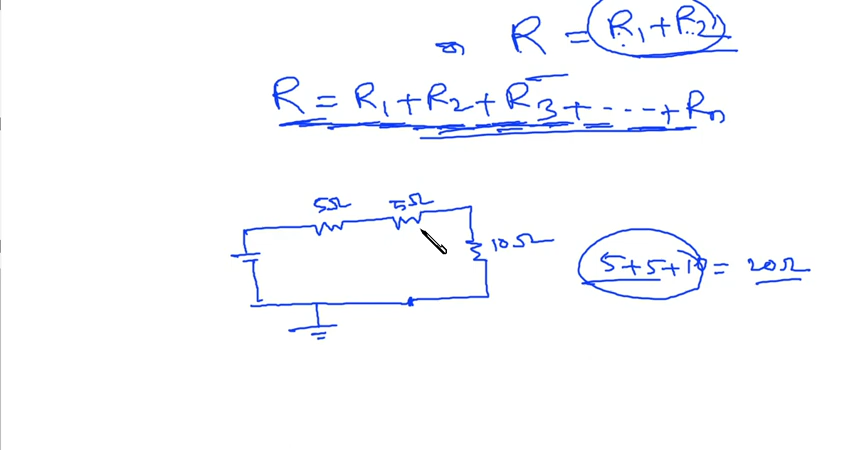 R = R₁ + R₂
R = R₁ + R₂ + R₃ + --- + Rₙ
5Ω 5Ω
10Ω
5+5+10 = 20Ω